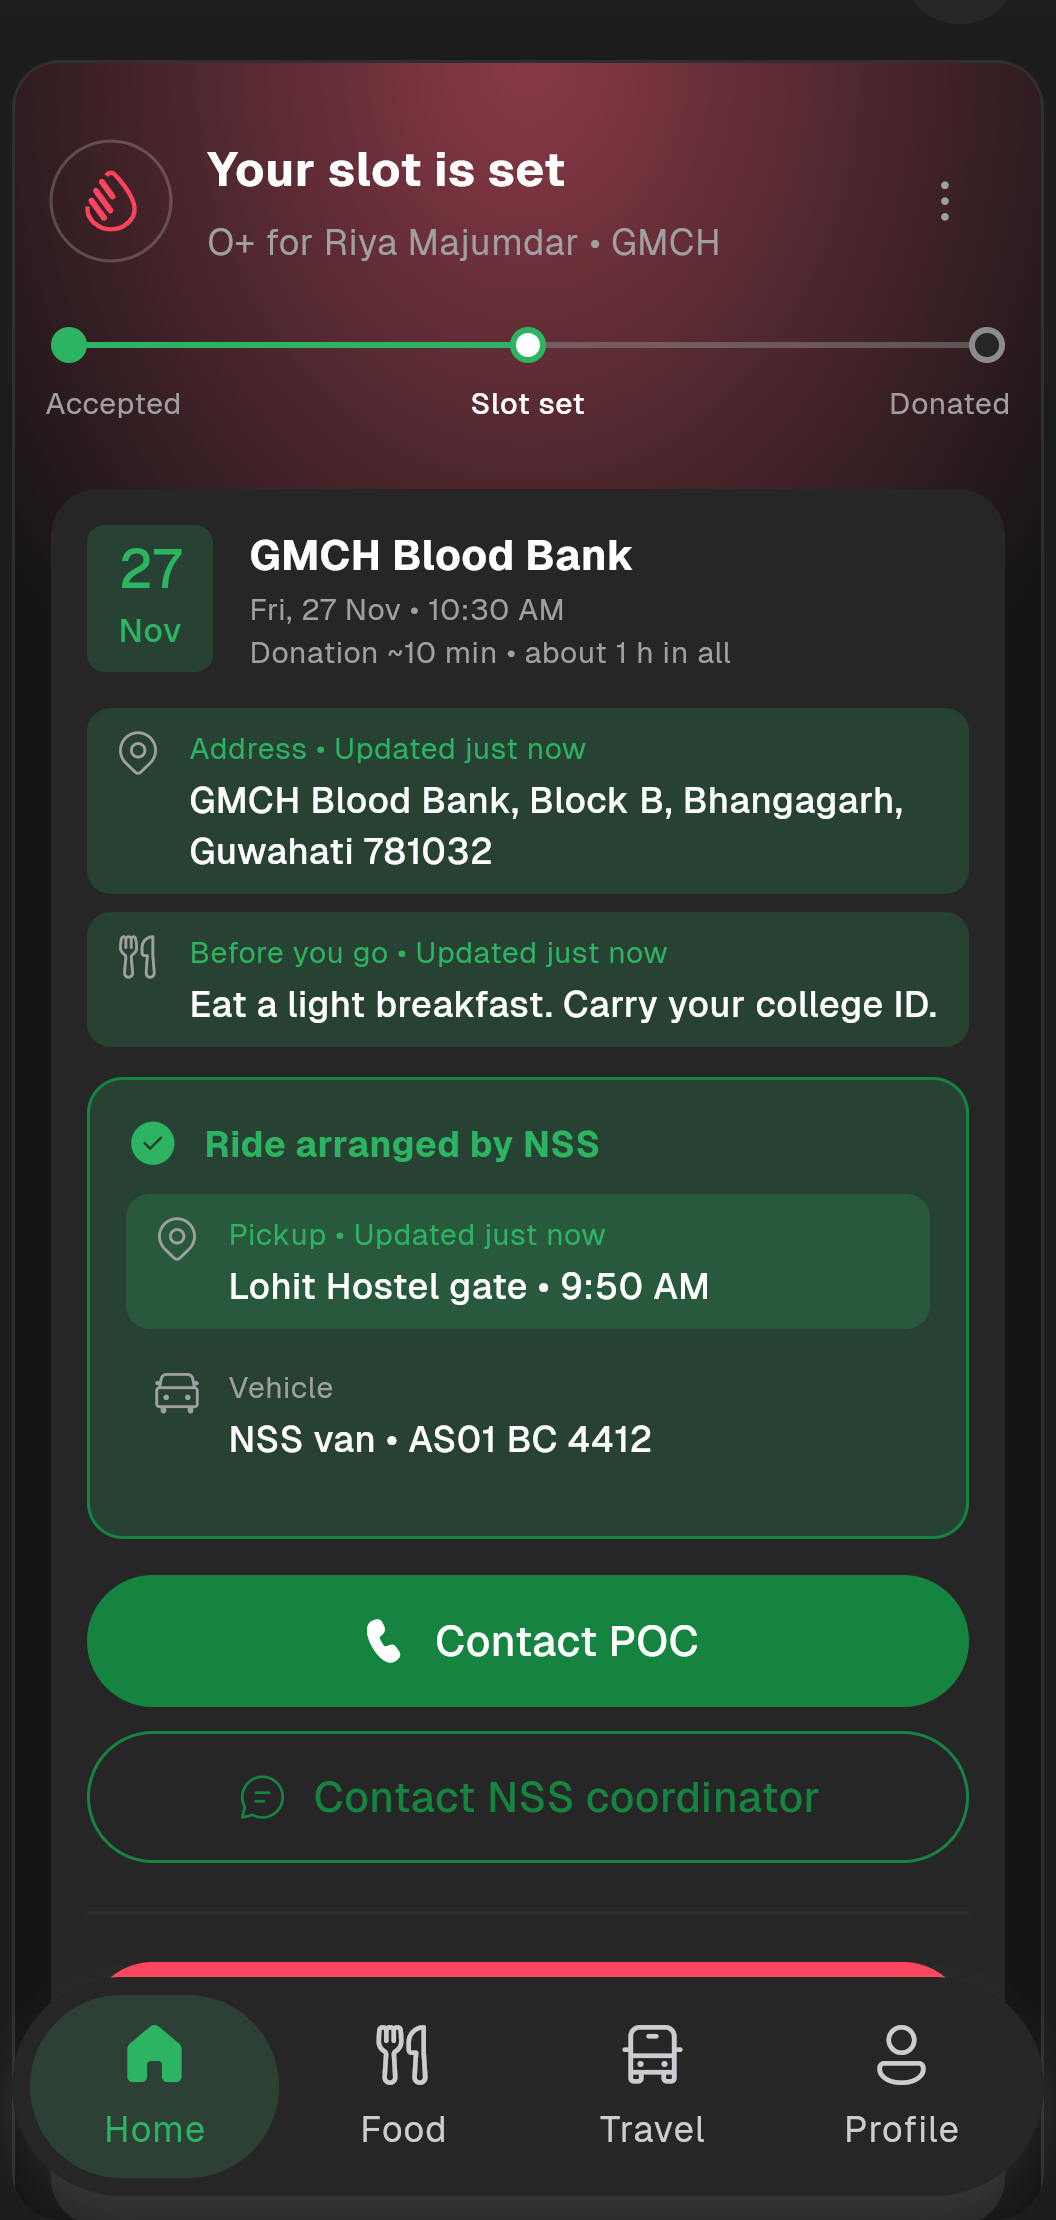 Your slot is set
O+ for Riya Majumdar • GMCH
Accepted
Slot set
Donated
27
Nov
GMCH Blood Bank
Fri, 27 Nov • 10:30 AM
Donation ~10 min • about 1 h in all
Address • Updated just now
GMCH Blood Bank, Block B, Bhangagarh,
Guwahati 781032
Before you go • Updated just now
Eat a light breakfast. Carry your college ID.
Ride arranged by NSS
Pickup • Updated just now
Lohit Hostel gate • 9:50 AM
Vehicle
NSS van • AS01 BC 4412
Contact POC
Contact NSS coordinator
Home
Food
Travel
Profile